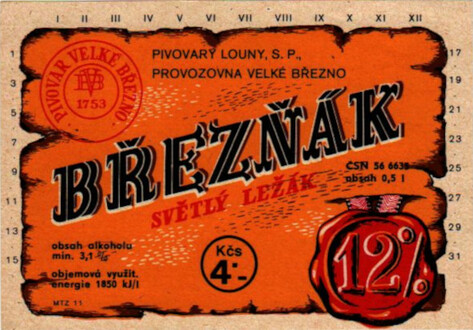 I II III IV V VI VII VIII IX X XI XII
PIVOVAR VELKÉ BŘEZNO
1753
PIVOVARY LOUNY, S. P.,
PROVOZOVNA VELKÉ BŘEZNO
BŘEZŇÁK
SVĚTLÝ LEŽÁK
ČSN 56 6635
obsah 0,5 l
obsah alkoholu
min. 3,1
objemová využit.
energie 1850 kJ/l
MTZ 11
Kčs
4:-
12%
1
3
5
7
9
11
13
15
17
19
21
23
25
27
29
31